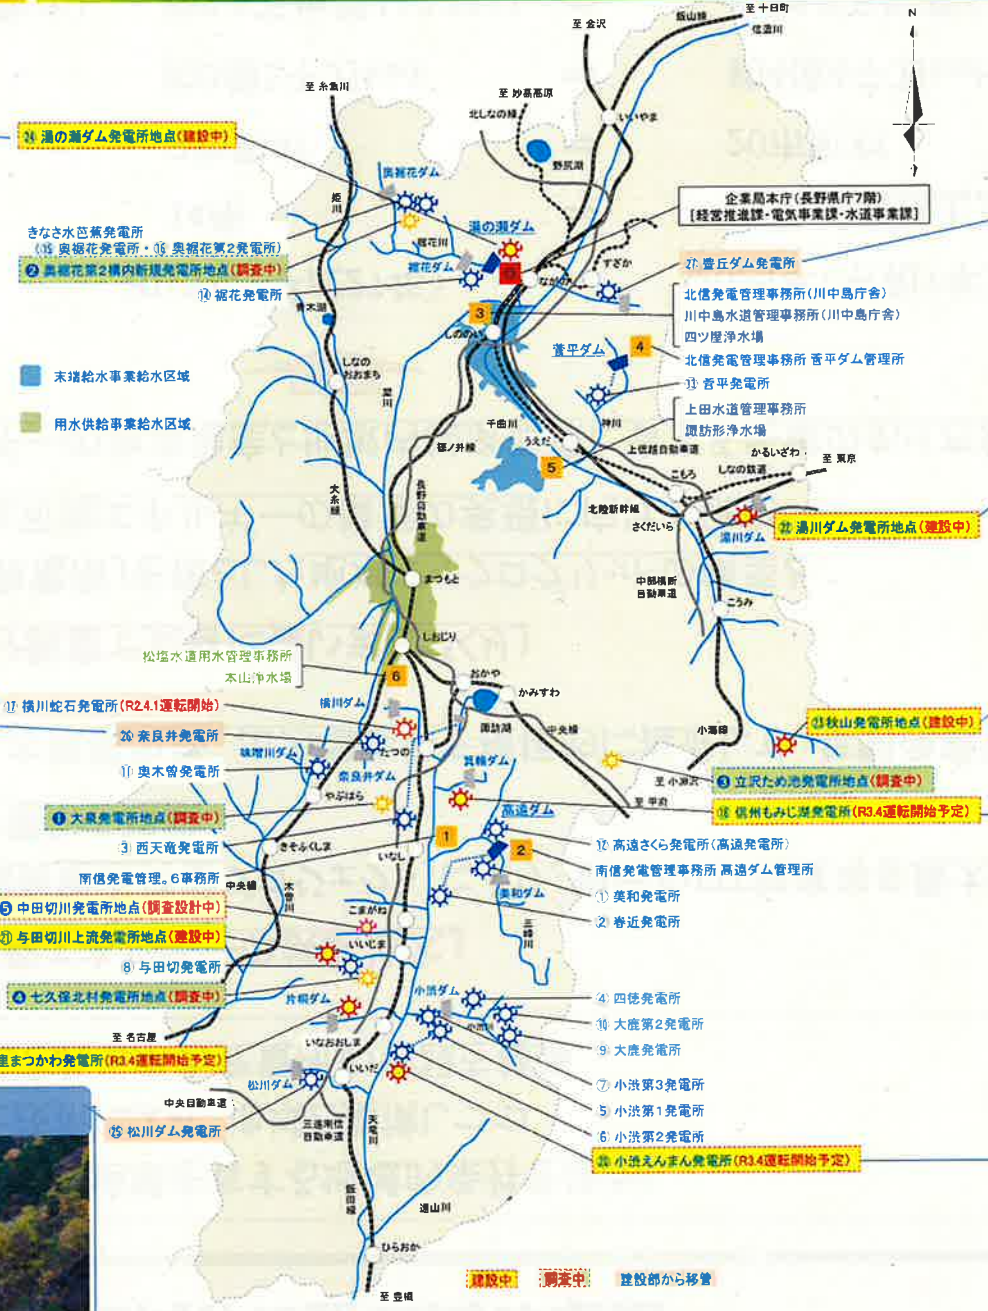 至 十日町
飯山線
信濃川
至 金沢
N
至 糸魚川
至 妙高高原
北しなの線
いいやま
野尻湖
㉔ 湯の瀬ダム発電所地点(建設中)
奥裾花ダム
姫川
企業局本庁(長野県庁7階)
[経営推進課・電気事業課・水道事業課]
きなさ水芭蕉発電所
(⑮ 奥裾花発電所・⑯ 奥裾花第2発電所)
湯の瀬ダム
裾花川
すざか
裾花ダム
ながの
❷ 奥裾花第2構内新規発電所地点(調査中)
㉗ 豊丘ダム発電所
⑭ 裾花発電所
青木湖
北信発電管理事務所(川中島庁舎)
川中島水道管理事務所(川中島庁舎)
四ツ屋浄水場
3
しののい
菅平ダム
4
北信発電管理事務所 菅平ダム管理所
しなの
おおまち
末端給水事業給水区域
⑬ 菅平発電所
犀川
用水供給事業給水区域
千曲川
神川
上田水道管理事務所
諏訪形浄水場
篠ノ井線
うえだ
上信越自動車道
かるいざわ
至 東京
5
こもろ
しなの鉄道
大糸線
長野自動車道
北陸新幹線
さくだいら
㉒ 湯川ダム発電所地点(建設中)
湯川ダム
まつもと
中部横断
自動車道
こうみ
しおじり
松塩水道用水管理事務所
本山浄水場
6
おかや
かみすわ
⑰ 横川蛇石発電所(R2.4.1運転開始)
横川ダム
諏訪湖
中央線
小海線
㉓ 秋山発電所地点(建設中)
㉖ 奈良井発電所
たつの
味噌川ダム
箕輪ダム
⑪ 奥木曽発電所
奈良井ダム
至 小淵沢
❸ 立沢ため池発電所地点(調査中)
やぶはら
至 甲府
⑱ 信州もみじ湖発電所(R3.4運転開始予定)
❶ 大泉発電所地点(調査中)
高遠ダム
③ 西天竜発電所
1
⑫ 高遠さくら発電所(高遠発電所)
きそふくしま
いなし
2
南信発電管理事務所 高遠ダム管理所
南信発電管理。6事務所
美和ダム
① 美和発電所
中央線
木曽川
❺ 中田切川発電所地点(調査設計中)
こまがね
② 春近発電所
三峰川
㉑ 与田切川上流発電所地点(建設中)
いいじま
⑧ 与田切発電所
❹ 七久保北村発電所地点(調査中)
小渋ダム
④ 四徳発電所
片桐ダム
⑩ 大鹿第2発電所
小渋川
至 名古屋
いなおおしま
⑨ 大鹿発電所
里まつかわ発電所(R3.4運転開始予定)
いいだ
⑦ 小渋第3発電所
松川ダム
中央自動車道
⑤ 小渋第1発電所
㉕ 松川ダム発電所
三遠南信
自動車道
天竜川
⑥ 小渋第2発電所
⑳ 小渋えんまん発電所(R3.4運転開始予定)
飯田線
遠山川
ひらおか
建設中
調査中
建設部から移管
至 豊橋